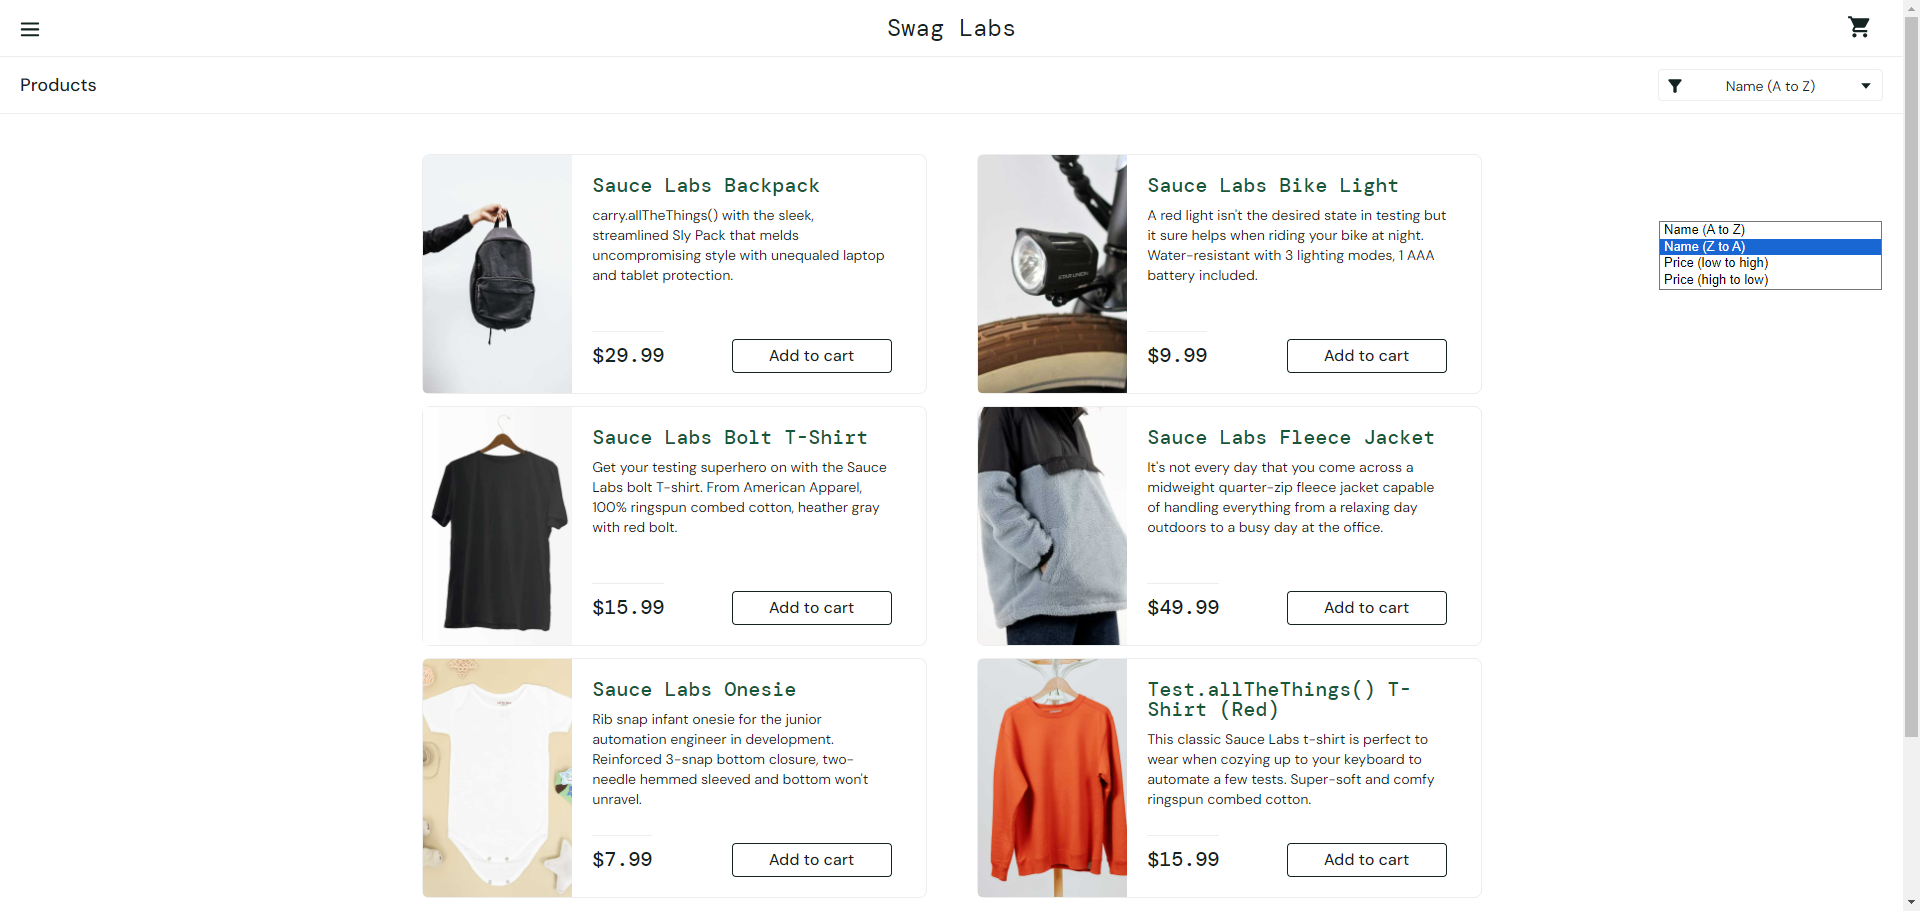 Swag Labs
Products
Name (A to Z)
Name (A to Z)
Name (Z to A)
Price (low to high)
Price (high to low)
Sauce Labs Backpack
carry.allTheThings() with the sleek,
streamlined Sly Pack that melds
uncompromising style with unequaled laptop
and tablet protection.
$29.99
Add to cart
Sauce Labs Bike Light
A red light isn't the desired state in testing but
it sure helps when riding your bike at night.
Water-resistant with 3 lighting modes, 1 AAA
battery included.
STAR UNION
$9.99
Add to cart
Sauce Labs Bolt T-Shirt
Get your testing superhero on with the Sauce
Labs bolt T-shirt. From American Apparel,
100% ringspun combed cotton, heather gray
with red bolt.
$15.99
Add to cart
Sauce Labs Fleece Jacket
It's not every day that you come across a
midweight quarter-zip fleece jacket capable
of handling everything from a relaxing day
outdoors to a busy day at the office.
$49.99
Add to cart
Sauce Labs Onesie
Rib snap infant onesie for the junior
automation engineer in development.
Reinforced 3-snap bottom closure, two-
needle hemmed sleeved and bottom won't
unravel.
$7.99
Add to cart
Test.allTheThings() T-
Shirt (Red)
This classic Sauce Labs t-shirt is perfect to
wear when cozying up to your keyboard to
automate a few tests. Super-soft and comfy
ringspun combed cotton.
$15.99
Add to cart